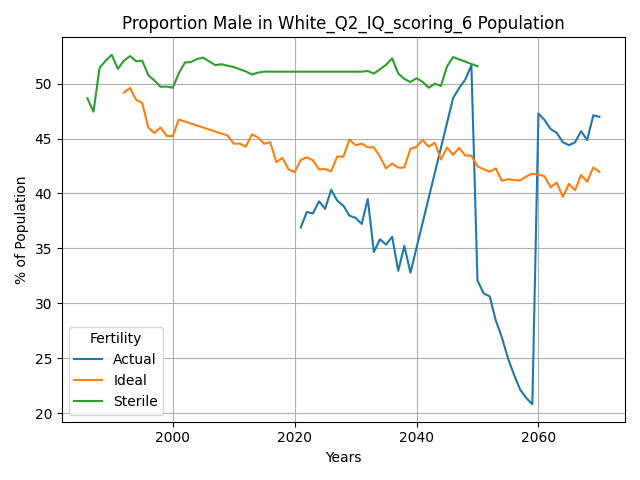 Proportion Male in White_Q2_IQ_scoring_6 Population
% of Population
50
45
40
35
30
25
20
Fertility
Actual
Ideal
Sterile
2000
2020
2040
2060
Years